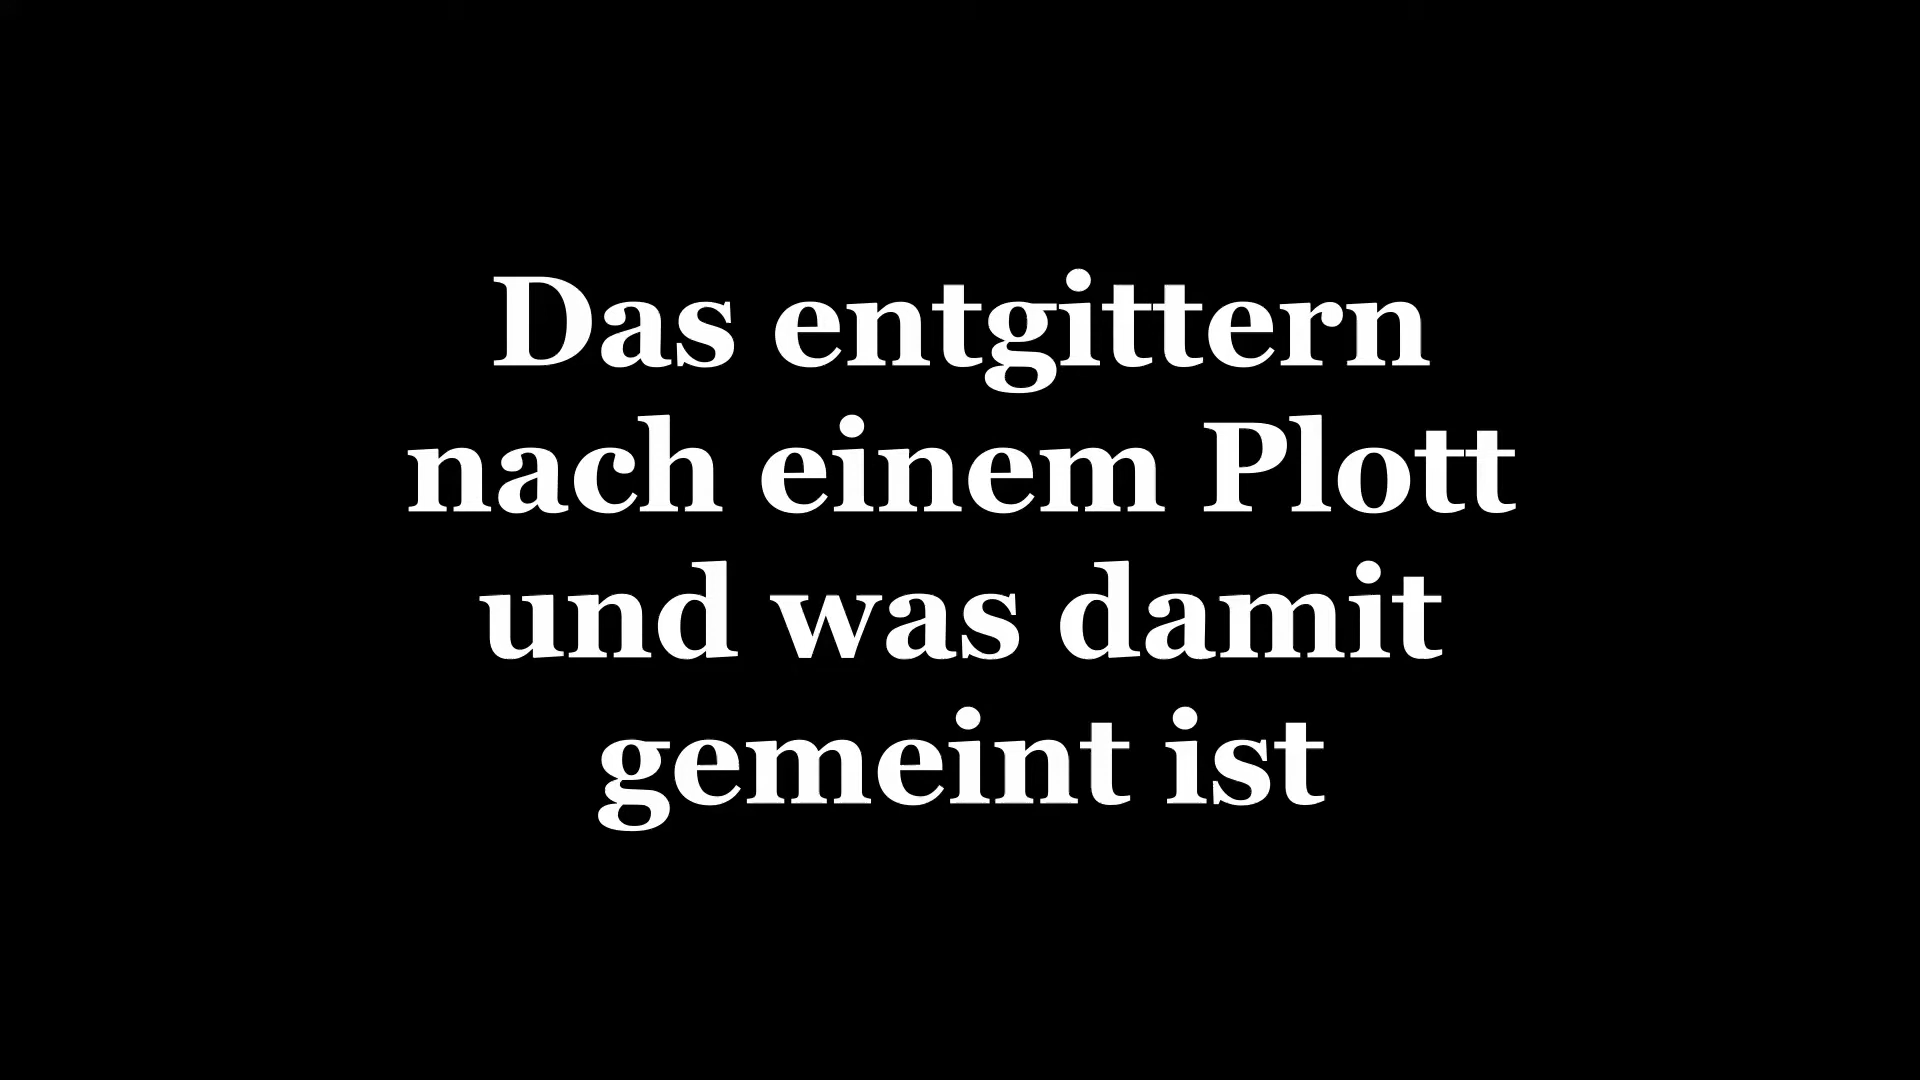 Das entgittern
nach einem Plott
und was damit
gemeint ist